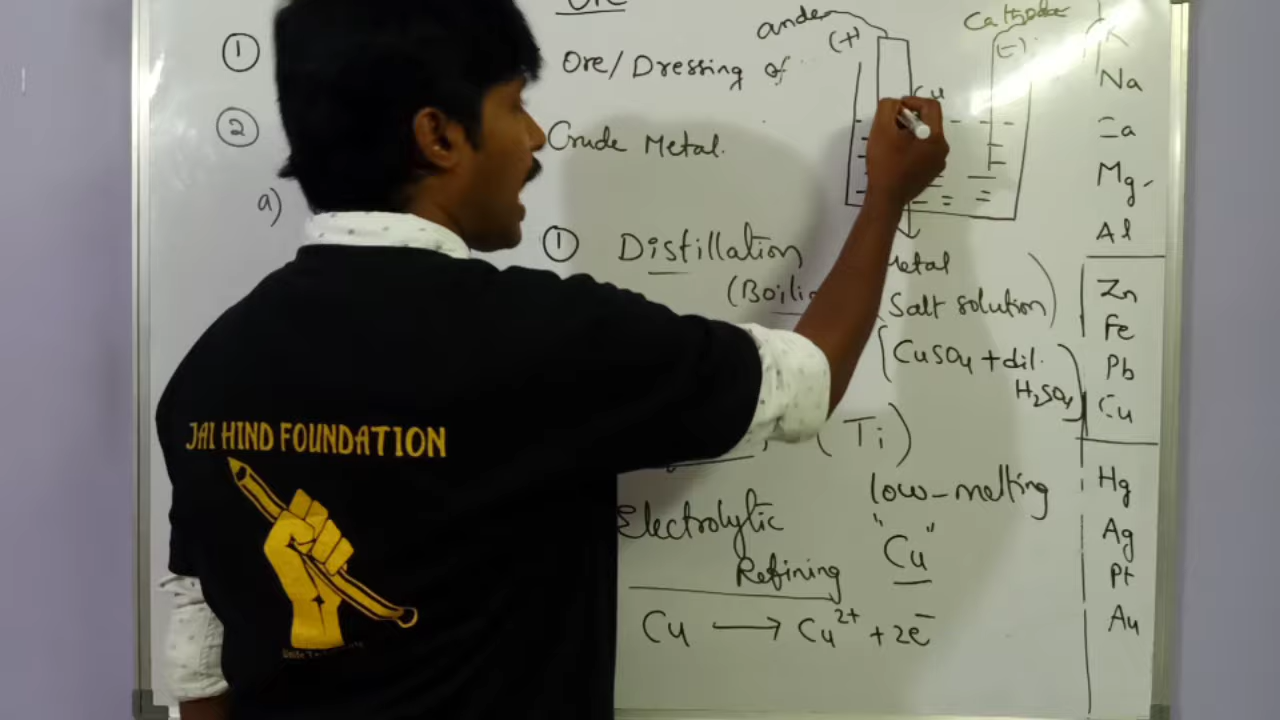 Ore
① Ore/Dressing of
② Crude Metal.
a)
① Distillation
(Boili
(Ti)
low-melting
"Cu"
Electrolytic
Refining
Cu → Cu²⁺ + 2e⁻
anode
(+)
Cathode
(-)
Cu
Metal
Salt solution)
(CuSO₄ + dil.
H₂SO₄)
K
Na
Ca
Mg
Al
Zn
Fe
Pb
Cu
Hg
Ag
Pt
Au
JAI HIND FOUNDATION